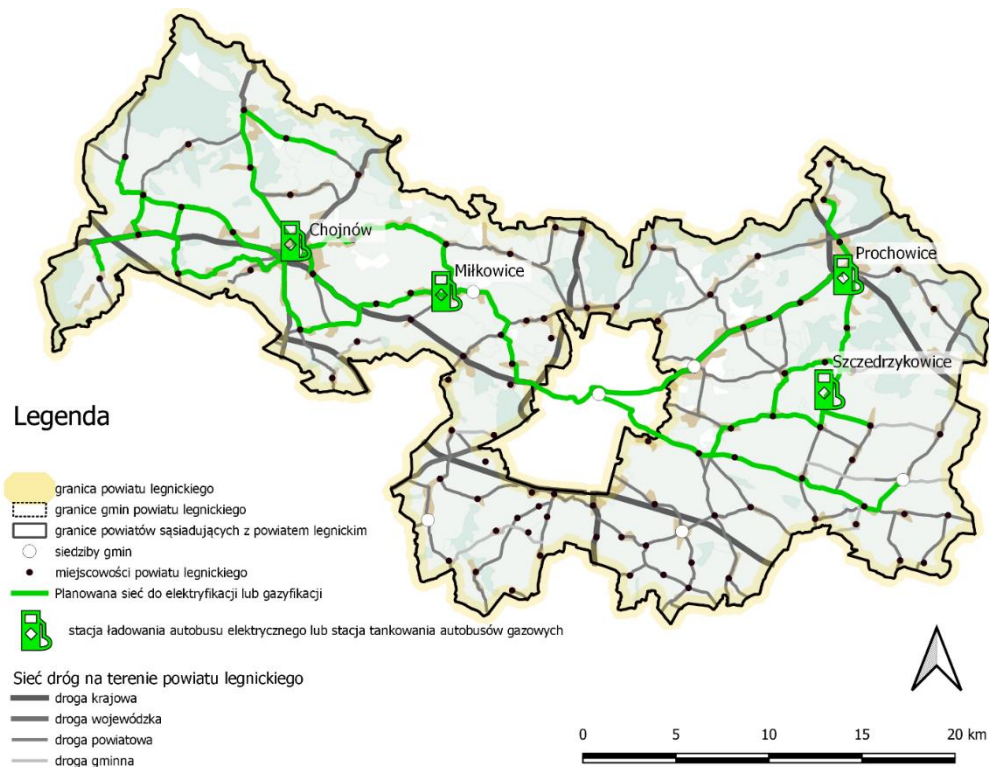 Chojnów
Miłkowice
Prochowice
Szczedrzykowice
Legenda
granica powiatu legnickiego
granice gmin powiatu legnickiego
granice powiatów sąsiadujących z powiatem legnickim
siedziby gmin
miejscowości powiatu legnickiego
Planowana sieć do elektryfikacji lub gazyfikacji
stacja ładowania autobusu elektrycznego lub stacja tankowania autobusów gazowych
Sieć dróg na terenie powiatu legnickiego
droga krajowa
droga wojewódzka
droga powiatowa
droga gminna
0 5 10 15 20 km